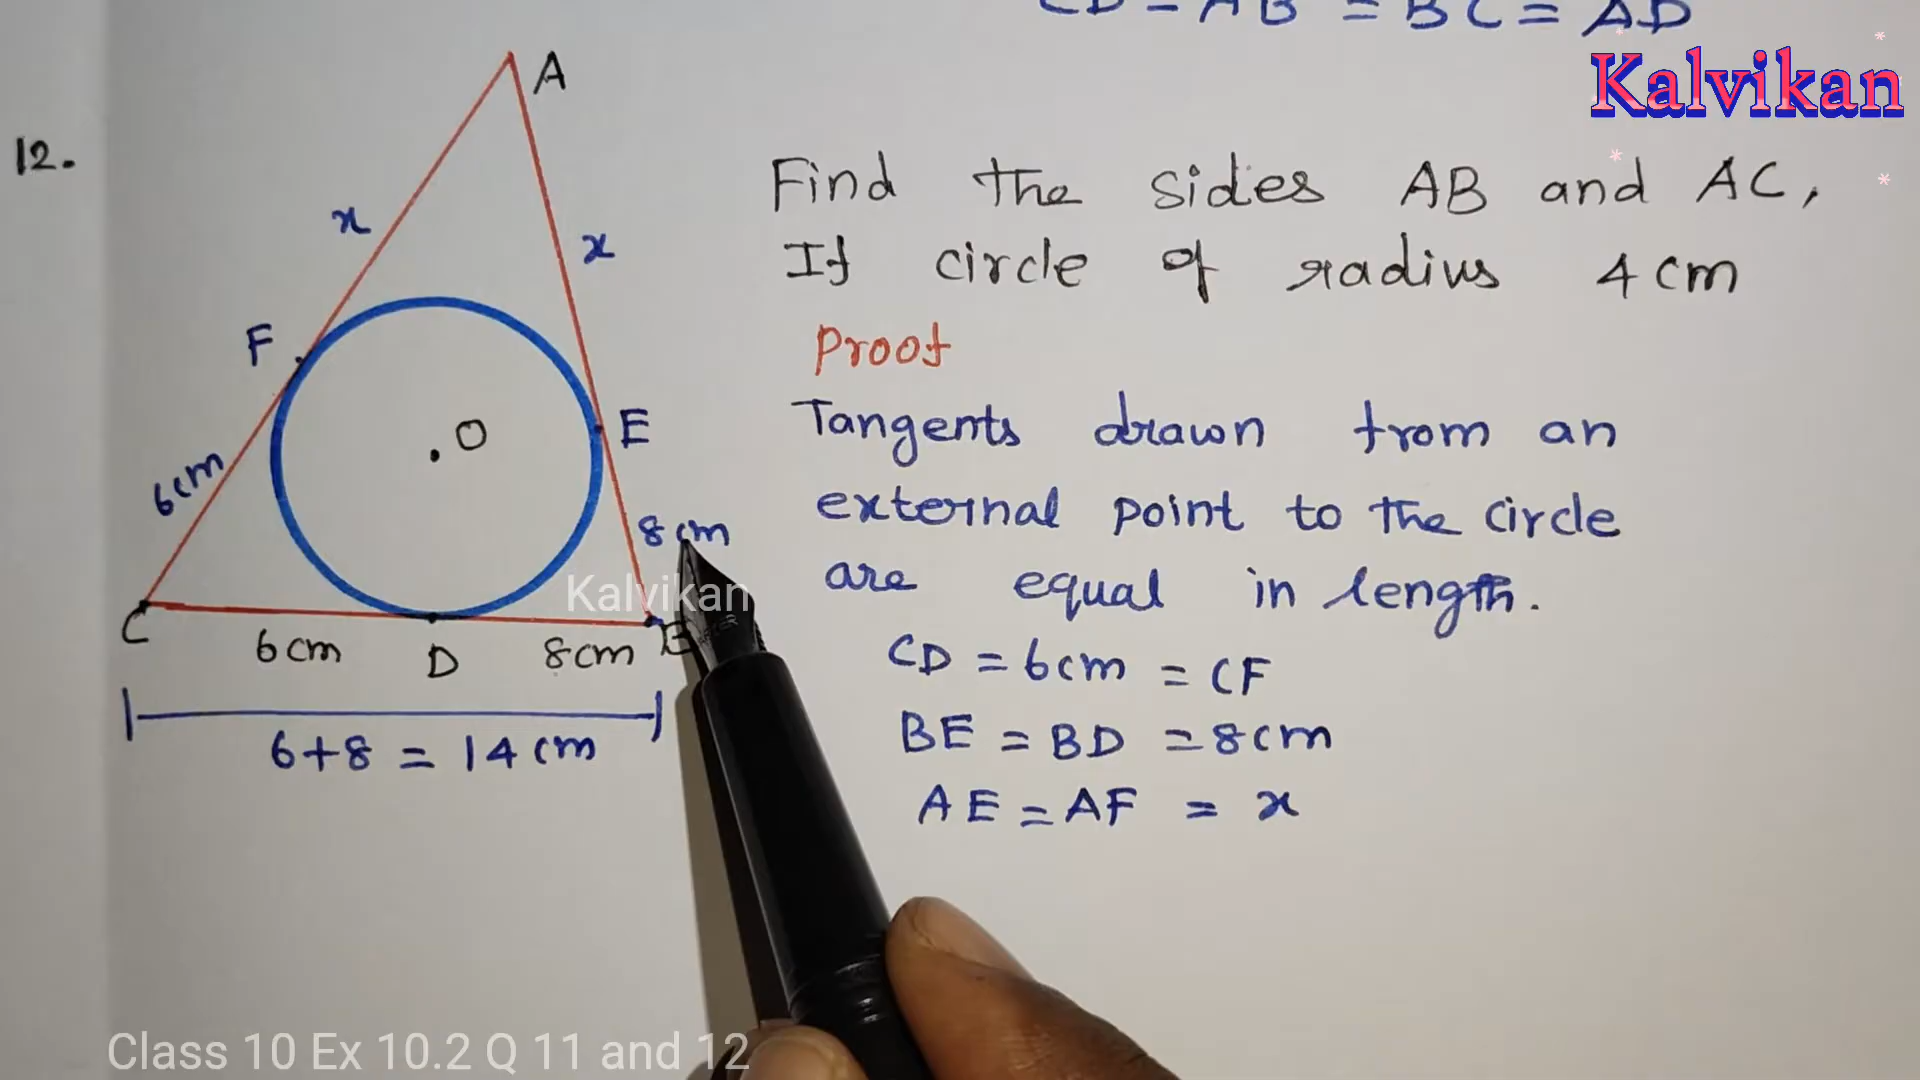 CD = AB = BC = AD
Kalvikan
12.
A
Find the sides AB and AC,
x
x
If circle of radius 4 cm
F
Proof
E
Tangents drawn from an
O
6cm
8cm
external point to the circle
Kalvikan
are equal in length.
C
6cm D 8cm B
CD = 6cm = CF
BE = BD = 8cm
6+8 = 14 cm
AE = AF = x
Class 10 Ex 10.2 Q 11 and 12